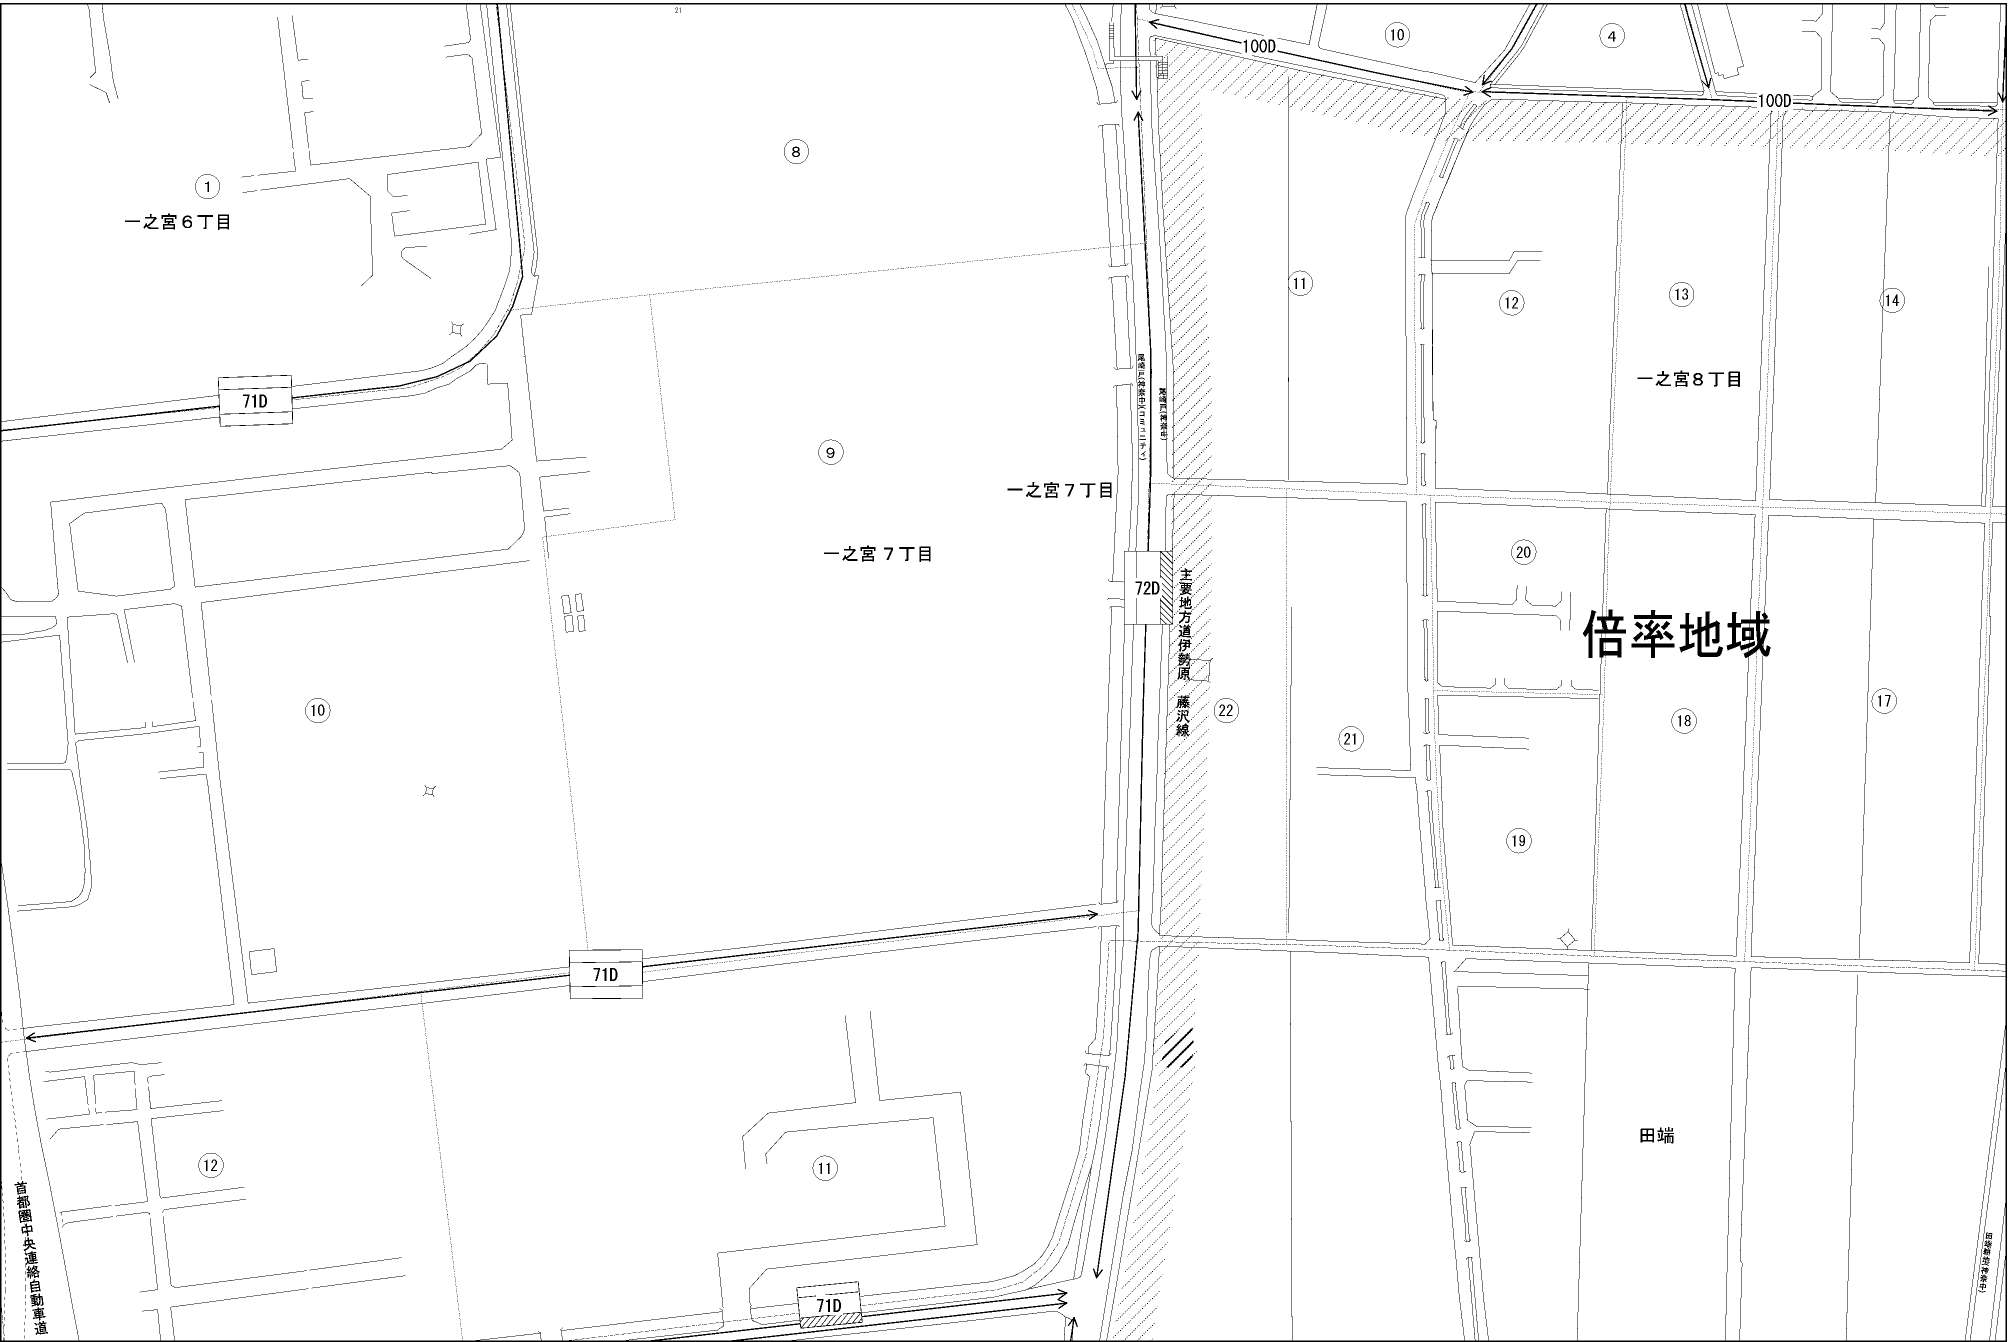 21
100D
⑩
④
⑧
100D
①
一之宮６丁目
⑪
⑫
⑬
⑭
一之宮８丁目
71D
⑨
一之宮７丁目
一之宮７丁目
72D
主要地方道伊勢原　藤沢線
⑳
倍率地域
⑩
㉒
㉑
⑱
⑰
⑲
71D
田端
⑫
⑪
首都圏中央連絡自動車道
71D